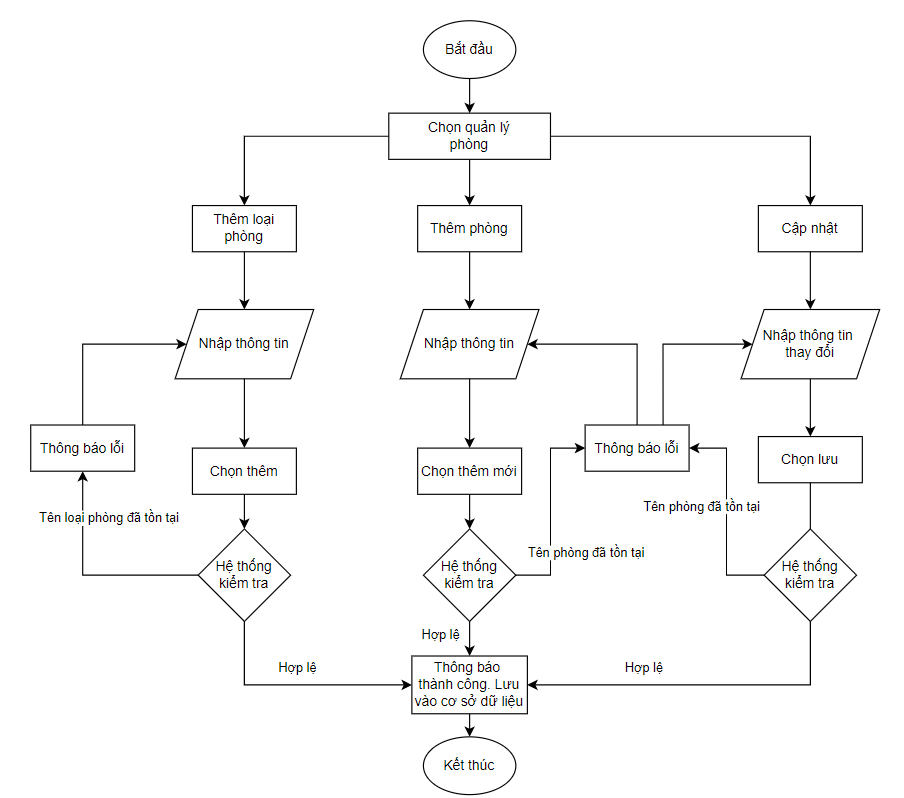 Bắt đầu
Chọn quản lý
phòng
Thêm loại
phòng
Thêm phòng
Cập nhật
Nhập thông tin
Nhập thông tin
Nhập thông tin
thay đổi
Thông báo lỗi
Chọn thêm
Chọn thêm mới
Thông báo lỗi
Chọn lưu
Tên loại phòng đã tồn tại
Tên phòng đã tồn tại
Tên phòng đã tồn tại
Hệ thống
kiểm tra
Hệ thống
kiểm tra
Hệ thống
kiểm tra
Hợp lệ
Hợp lệ
Hợp lệ
Thông báo
thành công. Lưu
vào cơ sở dữ liệu
Kết thúc